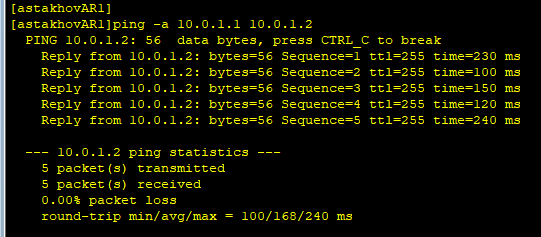 [astakhovAR1]
[astakhovAR1]ping -a 10.0.1.1 10.0.1.2
PING 10.0.1.2: 56 data bytes, press CTRL_C to break
Reply from 10.0.1.2: bytes=56 Sequence=1 ttl=255 time=230 ms
Reply from 10.0.1.2: bytes=56 Sequence=2 ttl=255 time=100 ms
Reply from 10.0.1.2: bytes=56 Sequence=3 ttl=255 time=150 ms
Reply from 10.0.1.2: bytes=56 Sequence=4 ttl=255 time=120 ms
Reply from 10.0.1.2: bytes=56 Sequence=5 ttl=255 time=240 ms
--- 10.0.1.2 ping statistics ---
5 packet(s) transmitted
5 packet(s) received
0.00% packet loss
round-trip min/avg/max = 100/168/240 ms